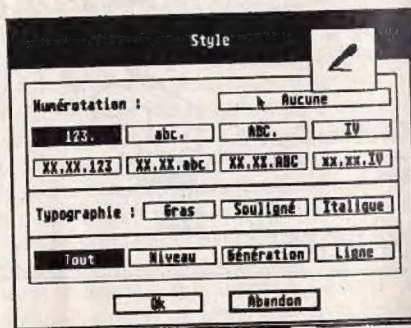 Style
Numérotation : Aucune
123. abc. ABC. IV
XX.XX.123 XX.XX.abc XX.XX.ABC xx.xx.IV
Typographie : Gras Souligné Italique
Tout Niveau Génération Ligne
Ok Abandon